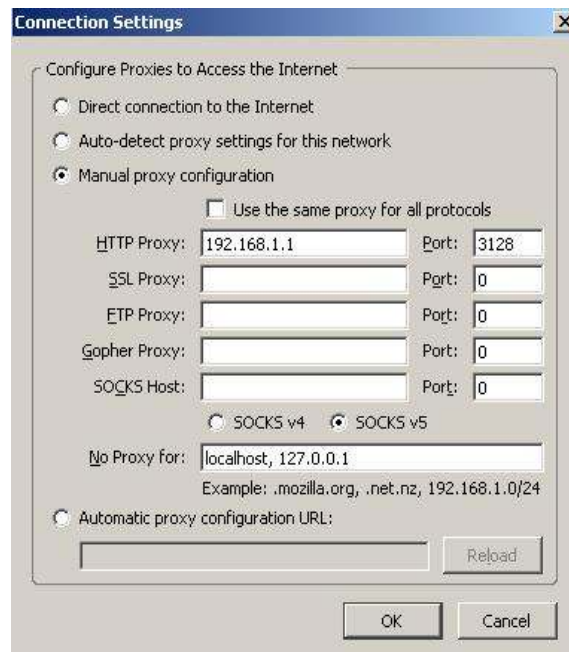 Connection Settings
Configure Proxies to Access the Internet
Direct connection to the Internet
Auto-detect proxy settings for this network
Manual proxy configuration
Use the same proxy for all protocols
HTTP Proxy: 192.168.1.1 Port: 3128
SSL Proxy: Port: 0
FTP Proxy: Port: 0
Gopher Proxy: Port: 0
SOCKS Host: Port: 0
SOCKS v4 SOCKS v5
No Proxy for: localhost, 127.0.0.1
Example: .mozilla.org, .net.nz, 192.168.1.0/24
Automatic proxy configuration URL:
Reload
OK Cancel